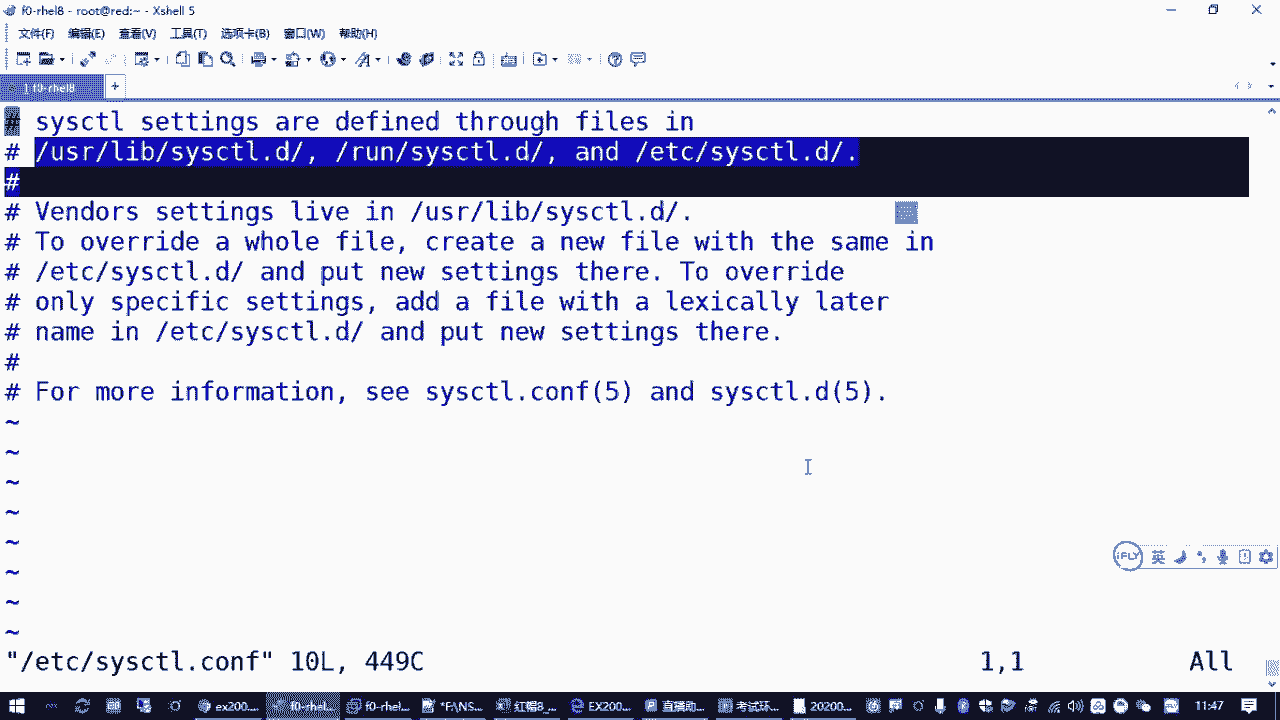 f0-rhel8 - root@red:~ - Xshell 5
文件(F) 编辑(E) 查看(V) 工具(T) 选项卡(B) 窗口(W) 帮助(H)
1 f0-rhel8
# sysctl settings are defined through files in
# /usr/lib/sysctl.d/, /run/sysctl.d/, and /etc/sysctl.d/.
#
# Vendors settings live in /usr/lib/sysctl.d/.
# To override a whole file, create a new file with the same in
# /etc/sysctl.d/ and put new settings there. To override
# only specific settings, add a file with a lexically later
# name in /etc/sysctl.d/ and put new settings there.
#
# For more information, see sysctl.conf(5) and sysctl.d(5).
~
~
~
~
~
~
~
~
iFLY 英
"/etc/sysctl.conf" 10L, 449C 1,1 All
ex200... f0-rhel... f0-rhel... *F:\NS... 红帽8_... EX200... 直播助... 考试环... 20200... 11:47